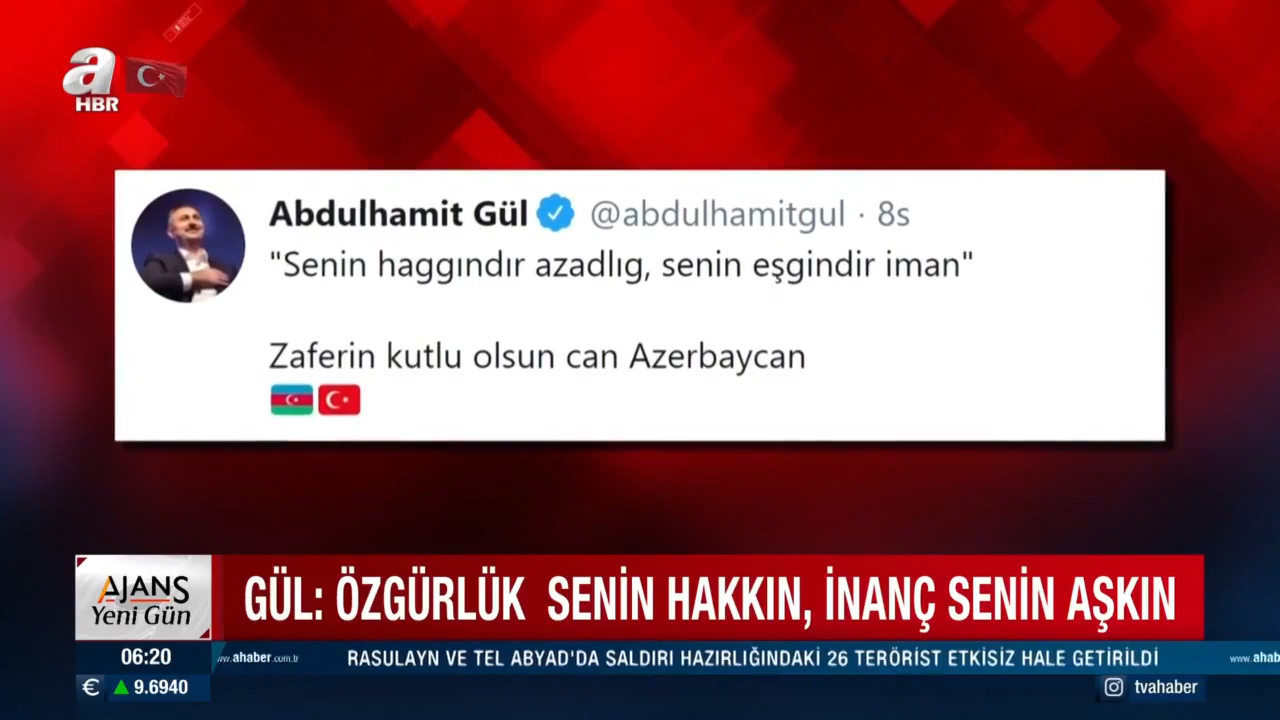 a
HBR
Abdulhamit Gül @abdulhamitgul · 8s
"Senin haggındır azadlıg, senin eşgindir iman"
Zaferin kutlu olsun can Azerbaycan
AJANS
Yeni Gün
GÜL: ÖZGÜRLÜK SENİN HAKKIN, İNANÇ SENİN AŞKIN
06:20
www.ahaber.com.tr
RASULAYN VE TEL ABYAD'DA SALDIRI HAZIRLIĞINDAKİ 26 TERÖRİST ETKİSİZ HALE GETİRİLDİ
www.ahab
€ ▲ 9.6940
tvahaber